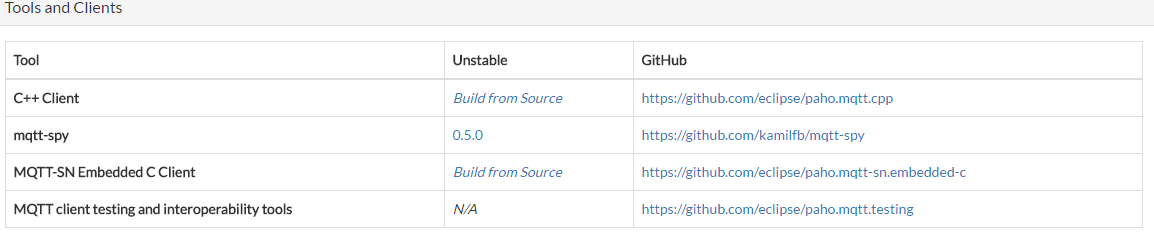 Tools and Clients
Tool Unstable GitHub
C++ Client Build from Source https://github.com/eclipse/paho.mqtt.cpp
mqtt-spy 0.5.0 https://github.com/kamilfb/mqtt-spy
MQTT-SN Embedded C Client Build from Source https://github.com/eclipse/paho.mqtt-sn.embedded-c
MQTT client testing and interoperability tools N/A https://github.com/eclipse/paho.mqtt.testing